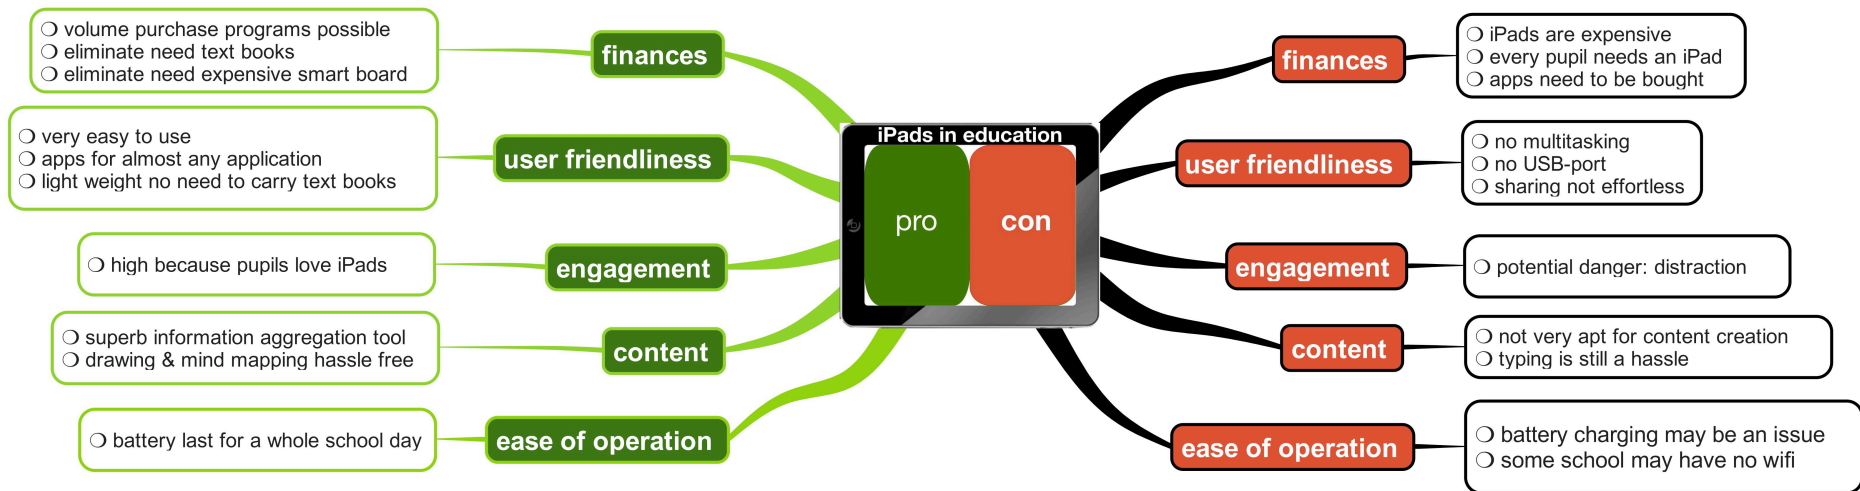 iPads in education
pro
con
finances
❍ volume purchase programs possible
❍ eliminate need text books
❍ eliminate need expensive smart board
user friendliness
❍ very easy to use
❍ apps for almost any application
❍ light weight no need to carry text books
engagement
❍ high because pupils love iPads
content
❍ superb information aggregation tool
❍ drawing & mind mapping hassle free
ease of operation
❍ battery last for a whole school day
finances
❍ iPads are expensive
❍ every pupil needs an iPad
❍ apps need to be bought
user friendliness
❍ no multitasking
❍ no USB-port
❍ sharing not effortless
engagement
❍ potential danger: distraction
content
❍ not very apt for content creation
❍ typing is still a hassle
ease of operation
❍ battery charging may be an issue
❍ some school may have no wifi